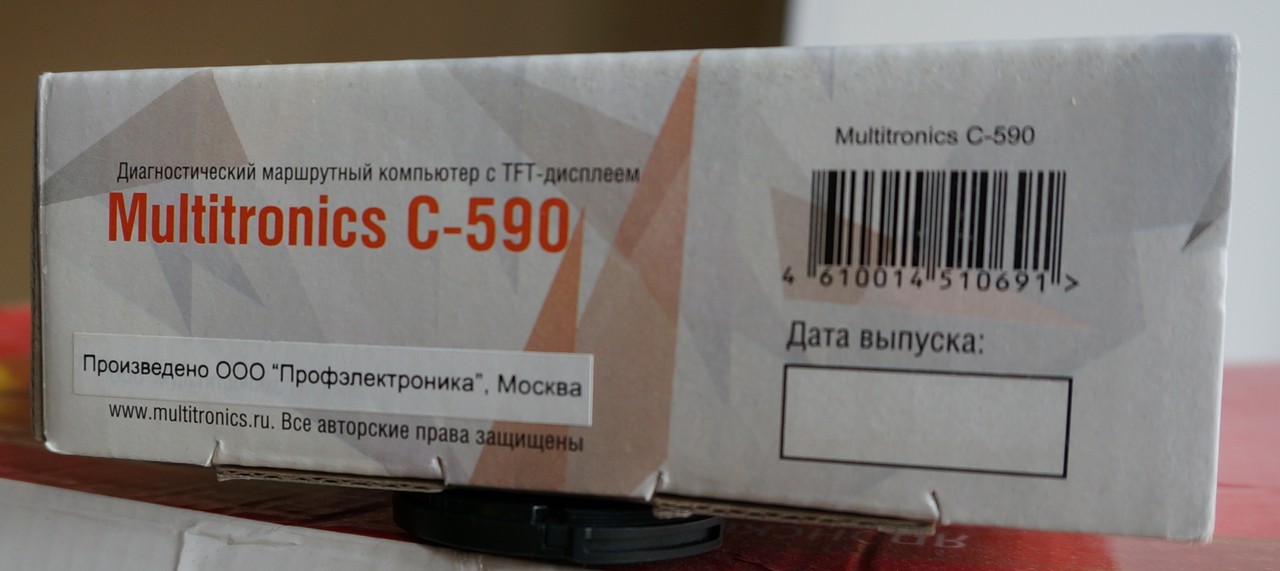 Диагностический маршрутный компьютер с TFT-дисплеем
Multitronics C-590
Произведено ООО “Профэлектроника”, Москва
www.multitronics.ru. Все авторские права защищены
Multitronics C-590
4 610014 510691 >
Дата выпуска: